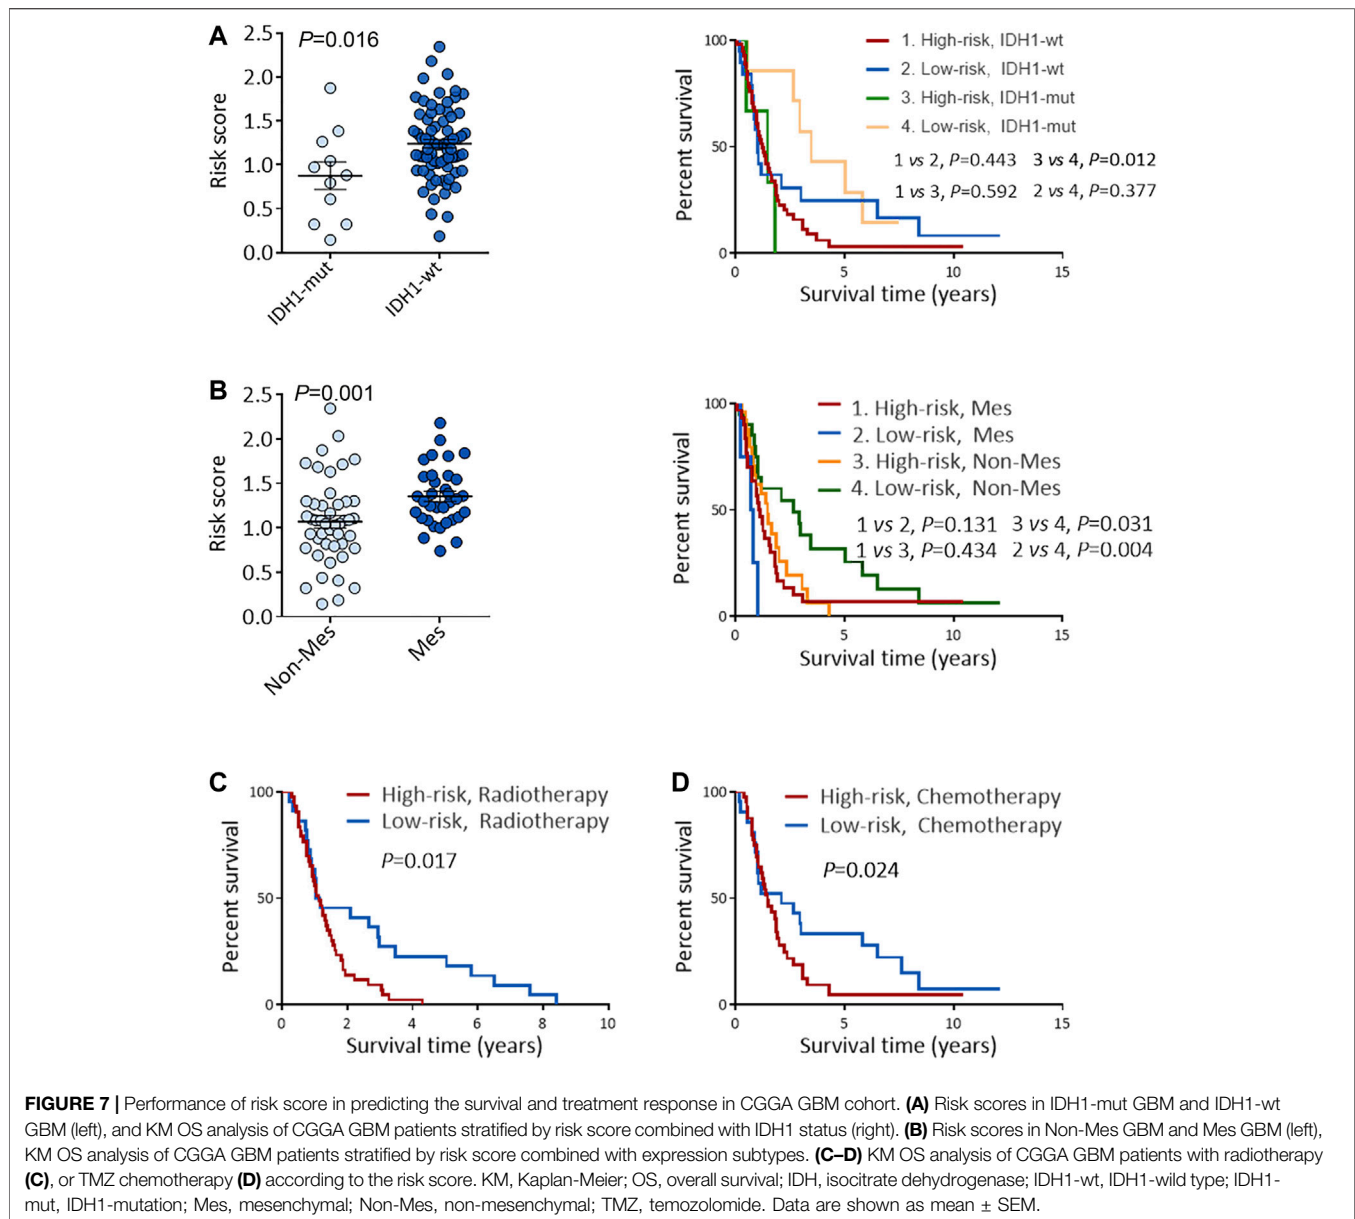 A
P=0.016
Risk score
2.5
2.0
1.5
1.0
0.5
0.0
IDH1-mut
IDH1-wt
Percent survival
100
50
0
0 5 10 15
Survival time (years)
1. High-risk, IDH1-wt
2. Low-risk, IDH1-wt
3. High-risk, IDH1-mut
4. Low-risk, IDH1-mut
1 vs 2, P=0.443 3 vs 4, P=0.012
1 vs 3, P=0.592 2 vs 4, P=0.377
B
P=0.001
Risk score
2.5
2.0
1.5
1.0
0.5
0.0
Non-Mes
Mes
Percent survival
100
50
0
0 5 10 15
Survival time (years)
1. High-risk, Mes
2. Low-risk, Mes
3. High-risk, Non-Mes
4. Low-risk, Non-Mes
1 vs 2, P=0.131 3 vs 4, P=0.031
1 vs 3, P=0.434 2 vs 4, P=0.004
C
Percent survival
100
50
0
0 2 4 6 8 10
Survival time (years)
High-risk, Radiotherapy
Low-risk, Radiotherapy
P=0.017
D
Percent survival
100
50
0
0 5 10 15
Survival time (years)
High-risk, Chemotherapy
Low-risk, Chemotherapy
P=0.024
FIGURE 7 | Performance of risk score in predicting the survival and treatment response in CGGA GBM cohort. (A) Risk scores in IDH1-mut GBM and IDH1-wt
GBM (left), and KM OS analysis of CGGA GBM patients stratified by risk score combined with IDH1 status (right). (B) Risk scores in Non-Mes GBM and Mes GBM (left),
KM OS analysis of CGGA GBM patients stratified by risk score combined with expression subtypes. (C–D) KM OS analysis of CGGA GBM patients with radiotherapy
(C), or TMZ chemotherapy (D) according to the risk score. KM, Kaplan-Meier; OS, overall survival; IDH, isocitrate dehydrogenase; IDH1-wt, IDH1-wild type; IDH1-
mut, IDH1-mutation; Mes, mesenchymal; Non-Mes, non-mesenchymal; TMZ, temozolomide. Data are shown as mean ± SEM.